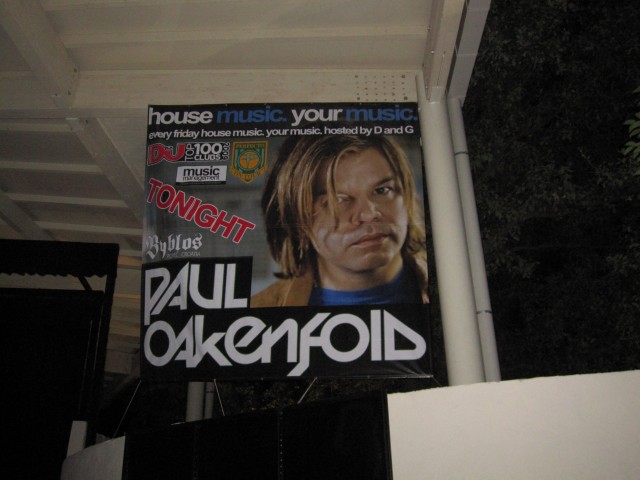 house music. your music.
every friday house music. your music. hosted by D and G
DJ TOP 100 CLUBS
music
management
TONIGHT
Byblos
PAUL
OAKENFOLD